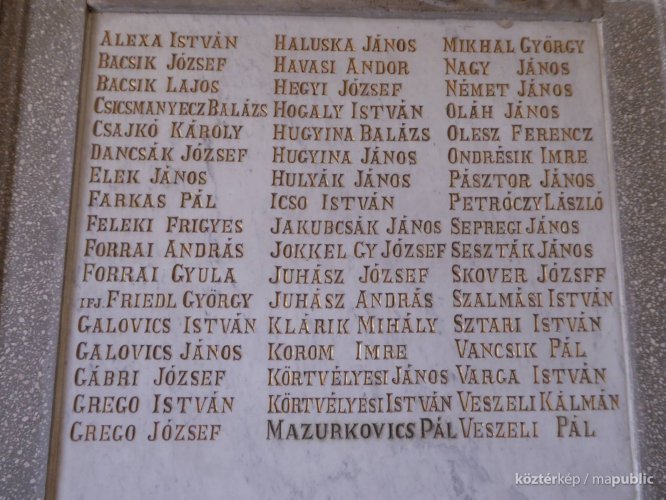 ALEXA ISTVÁN
BACSIK JÓZSEF
BACSIK LAJOS
CSICSMANYECZ BALÁZS
CSAJKÓ KÁROLY
DANCSÁK JÓZSEF
ELEK JÁNOS
FARKAS PÁL
FELEKI FRIGYES
FORRAI ANDRÁS
FORRAI GYULA
IFJ FRIEDL GYÖRGY
GALOVICS ISTVÁN
GALOVICS JÁNOS
GÁBRI JÓZSEF
GREGO ISTVÁN
GREGO JÓZSEF
HALUSKA JÁNOS
HAVASI ANDOR
HEGYI JÓZSEF
HOGALY ISTVÁN
HUGYINA BALÁZS
HUGYINA JÁNOS
HULYÁK JÁNOS
ICSO ISTVÁN
JAKUBCSÁK JÁNOS
JOKKEL GY JÓZSEF
JUHÁSZ JÓZSEF
JUHÁSZ ANDRÁS
KLÁRIK MIHÁLY
KOROM IMRE
KÖRTVÉLYESI JÁNOS
KÖRTVÉLYESI ISTVÁN
MAZURKOVICS PÁL
MIKHAL GYÖRGY
NAGY JÁNOS
NÉMET JÁNOS
OLÁH JÁNOS
OLESZ FERENCZ
ONDRÉSIK IMRE
PÁSZTOR JÁNOS
PETRÓCZY LÁSZLÓ
SEPREGI JÁNOS
SESZTÁK JÁNOS
SKOVER JÓZSFF
SZALMÁSI ISTVÁN
SZTARI ISTVÁN
VANCSIK PÁL
VARGA ISTVÁN
VESZELI KÁLMÁN
VESZELI PÁL
köztérkép / mapublic